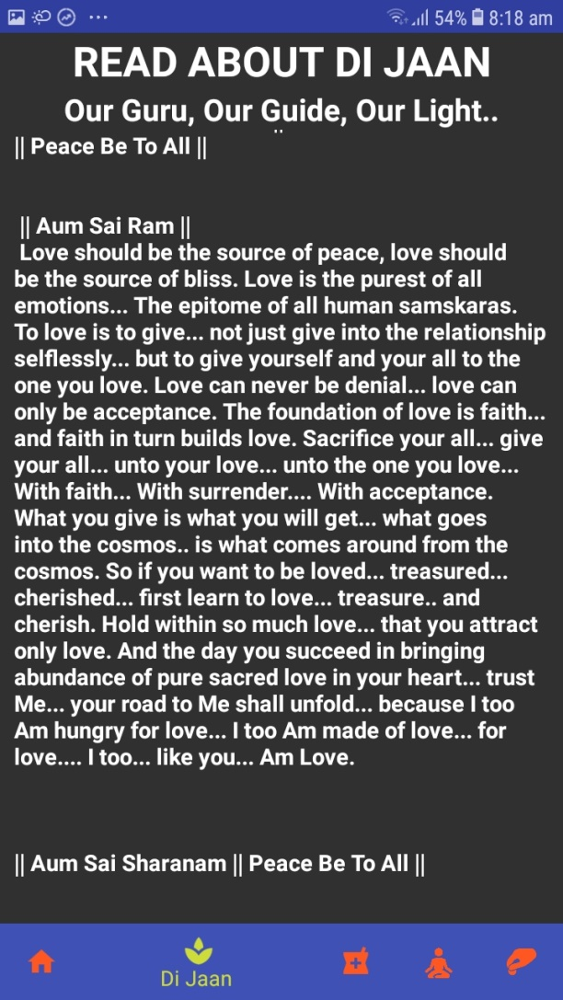 54% 8:18 am
READ ABOUT DI JAAN
Our Guru, Our Guide, Our Light..
|| Peace Be To All ||
|| Aum Sai Ram ||
Love should be the source of peace, love should
be the source of bliss. Love is the purest of all
emotions... The epitome of all human samskaras.
To love is to give... not just give into the relationship
selflessly... but to give yourself and your all to the
one you love. Love can never be denial... love can
only be acceptance. The foundation of love is faith...
and faith in turn builds love. Sacrifice your all... give
your all... unto your love... unto the one you love...
With faith... With surrender.... With acceptance.
What you give is what you will get... what goes
into the cosmos.. is what comes around from the
cosmos. So if you want to be loved... treasured...
cherished... first learn to love... treasure.. and
cherish. Hold within so much love... that you attract
only love. And the day you succeed in bringing
abundance of pure sacred love in your heart... trust
Me... your road to Me shall unfold... because I too
Am hungry for love... I too Am made of love... for
love.... I too... like you... Am Love.
|| Aum Sai Sharanam || Peace Be To All ||
Di Jaan